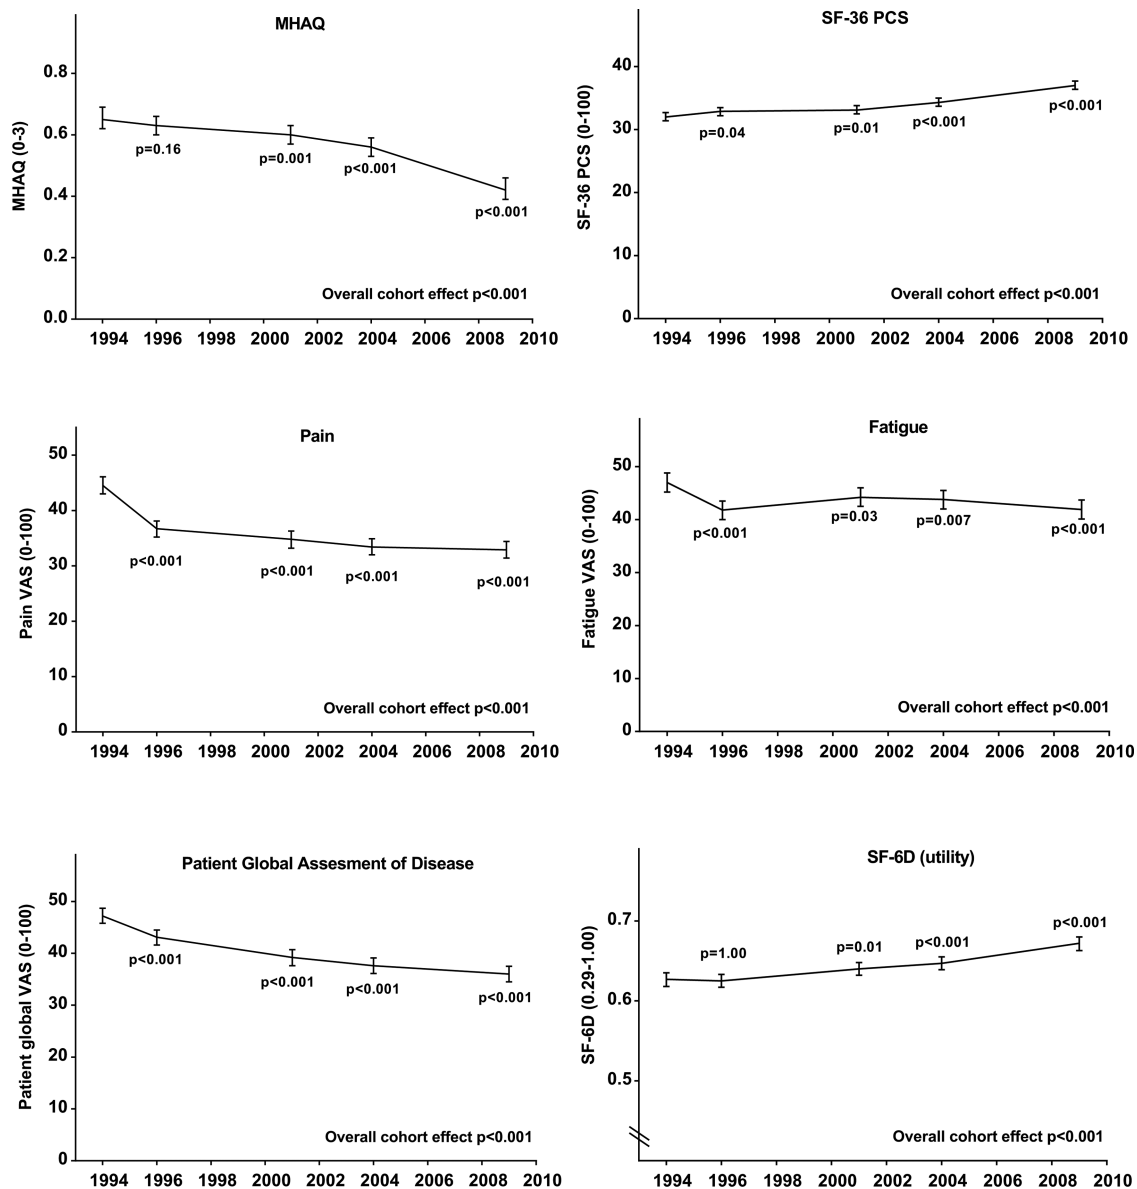 MHAQ
MHAQ (0-3)
0.8
0.6
0.4
0.2
0.0
p=0.16
p=0.001
p<0.001
p<0.001
Overall cohort effect p<0.001
1994 1996 1998 2000 2002 2004 2006 2008 2010
SF-36 PCS
SF-36 PCS (0-100)
40
30
20
10
0
p=0.04
p=0.01
p<0.001
p<0.001
Overall cohort effect p<0.001
1994 1996 1998 2000 2002 2004 2006 2008 2010
Pain
Pain VAS (0-100)
50
40
30
20
10
0
p<0.001
p<0.001
p<0.001
p<0.001
Overall cohort effect p<0.001
1994 1996 1998 2000 2002 2004 2006 2008 2010
Fatigue
Fatigue VAS (0-100)
50
40
30
20
10
0
p<0.001
p=0.03
p=0.007
p<0.001
Overall cohort effect p<0.001
1994 1996 1998 2000 2002 2004 2006 2008 2010
Patient Global Assesment of Disease
Patient global VAS (0-100)
50
40
30
20
10
0
p<0.001
p<0.001
p<0.001
p<0.001
Overall cohort effect p<0.001
1994 1996 1998 2000 2002 2004 2006 2008 2010
SF-6D (utility)
SF-6D (0.29-1.00)
0.7
0.6
0.5
p=1.00
p=0.01
p<0.001
p<0.001
Overall cohort effect p<0.001
1994 1996 1998 2000 2002 2004 2006 2008 2010